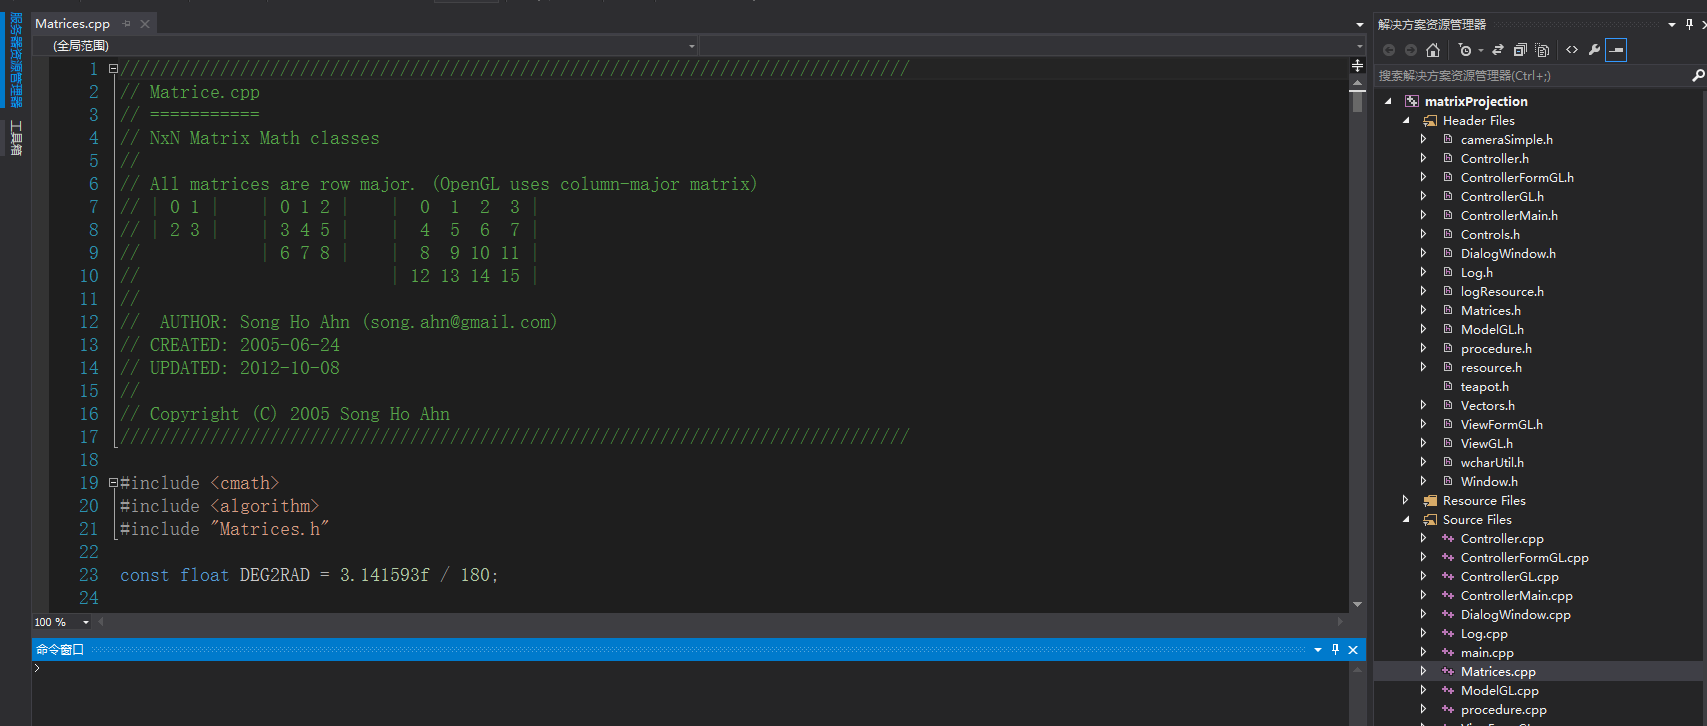 服务器资源管理器
工具箱
Matrices.cpp
(全局范围)
1 ///////////////////////////////////////////////////////////////////////////////
2 // Matrice.cpp
3 // ===========
4 // NxN Matrix Math classes
5 //
6 // All matrices are row major. (OpenGL uses column-major matrix)
7 // | 0 1 |    | 0 1 2 |    |  0  1  2  3 |
8 // | 2 3 |    | 3 4 5 |    |  4  5  6  7 |
9 //            | 6 7 8 |    |  8  9 10 11 |
10 //                         | 12 13 14 15 |
11 //
12 //  AUTHOR: Song Ho Ahn (song.ahn@gmail.com)
13 // CREATED: 2005-06-24
14 // UPDATED: 2012-10-08
15 //
16 // Copyright (C) 2005 Song Ho Ahn
17 ///////////////////////////////////////////////////////////////////////////////
18
19 #include <cmath>
20 #include <algorithm>
21 #include "Matrices.h"
22
23 const float DEG2RAD = 3.141593f / 180;
24
100 %
命令窗口
>
解决方案资源管理器
搜索解决方案资源管理器(Ctrl+;)
matrixProjection
Header Files
cameraSimple.h
Controller.h
ControllerFormGL.h
ControllerGL.h
ControllerMain.h
Controls.h
DialogWindow.h
Log.h
logResource.h
Matrices.h
ModelGL.h
procedure.h
resource.h
teapot.h
Vectors.h
ViewFormGL.h
ViewGL.h
wcharUtil.h
Window.h
Resource Files
Source Files
Controller.cpp
ControllerFormGL.cpp
ControllerGL.cpp
ControllerMain.cpp
DialogWindow.cpp
Log.cpp
main.cpp
Matrices.cpp
ModelGL.cpp
procedure.cpp